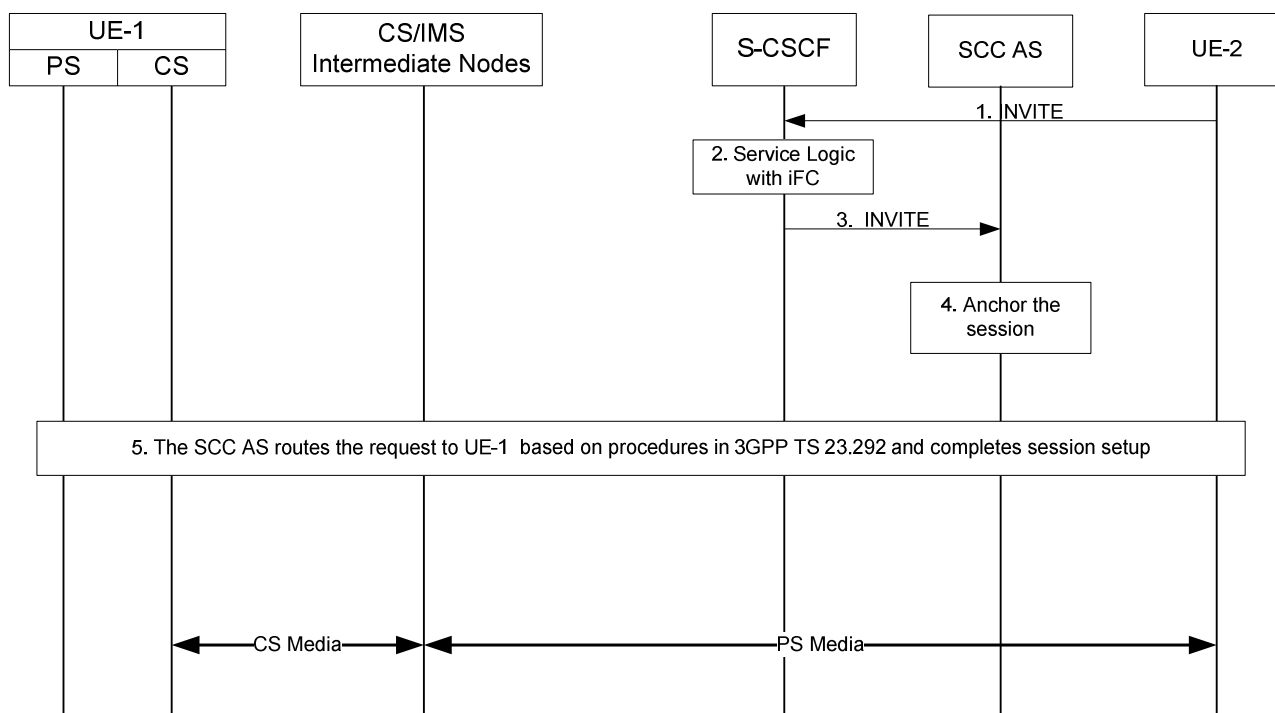 UE-1
PS CS
CS/IMS
Intermediate Nodes
S-CSCF
SCC AS
UE-2
1. INVITE
2. Service Logic
with iFC
3. INVITE
4. Anchor the
session
5. The SCC AS routes the request to UE-1 based on procedures in 3GPP TS 23.292 and completes session setup
CS Media
PS Media